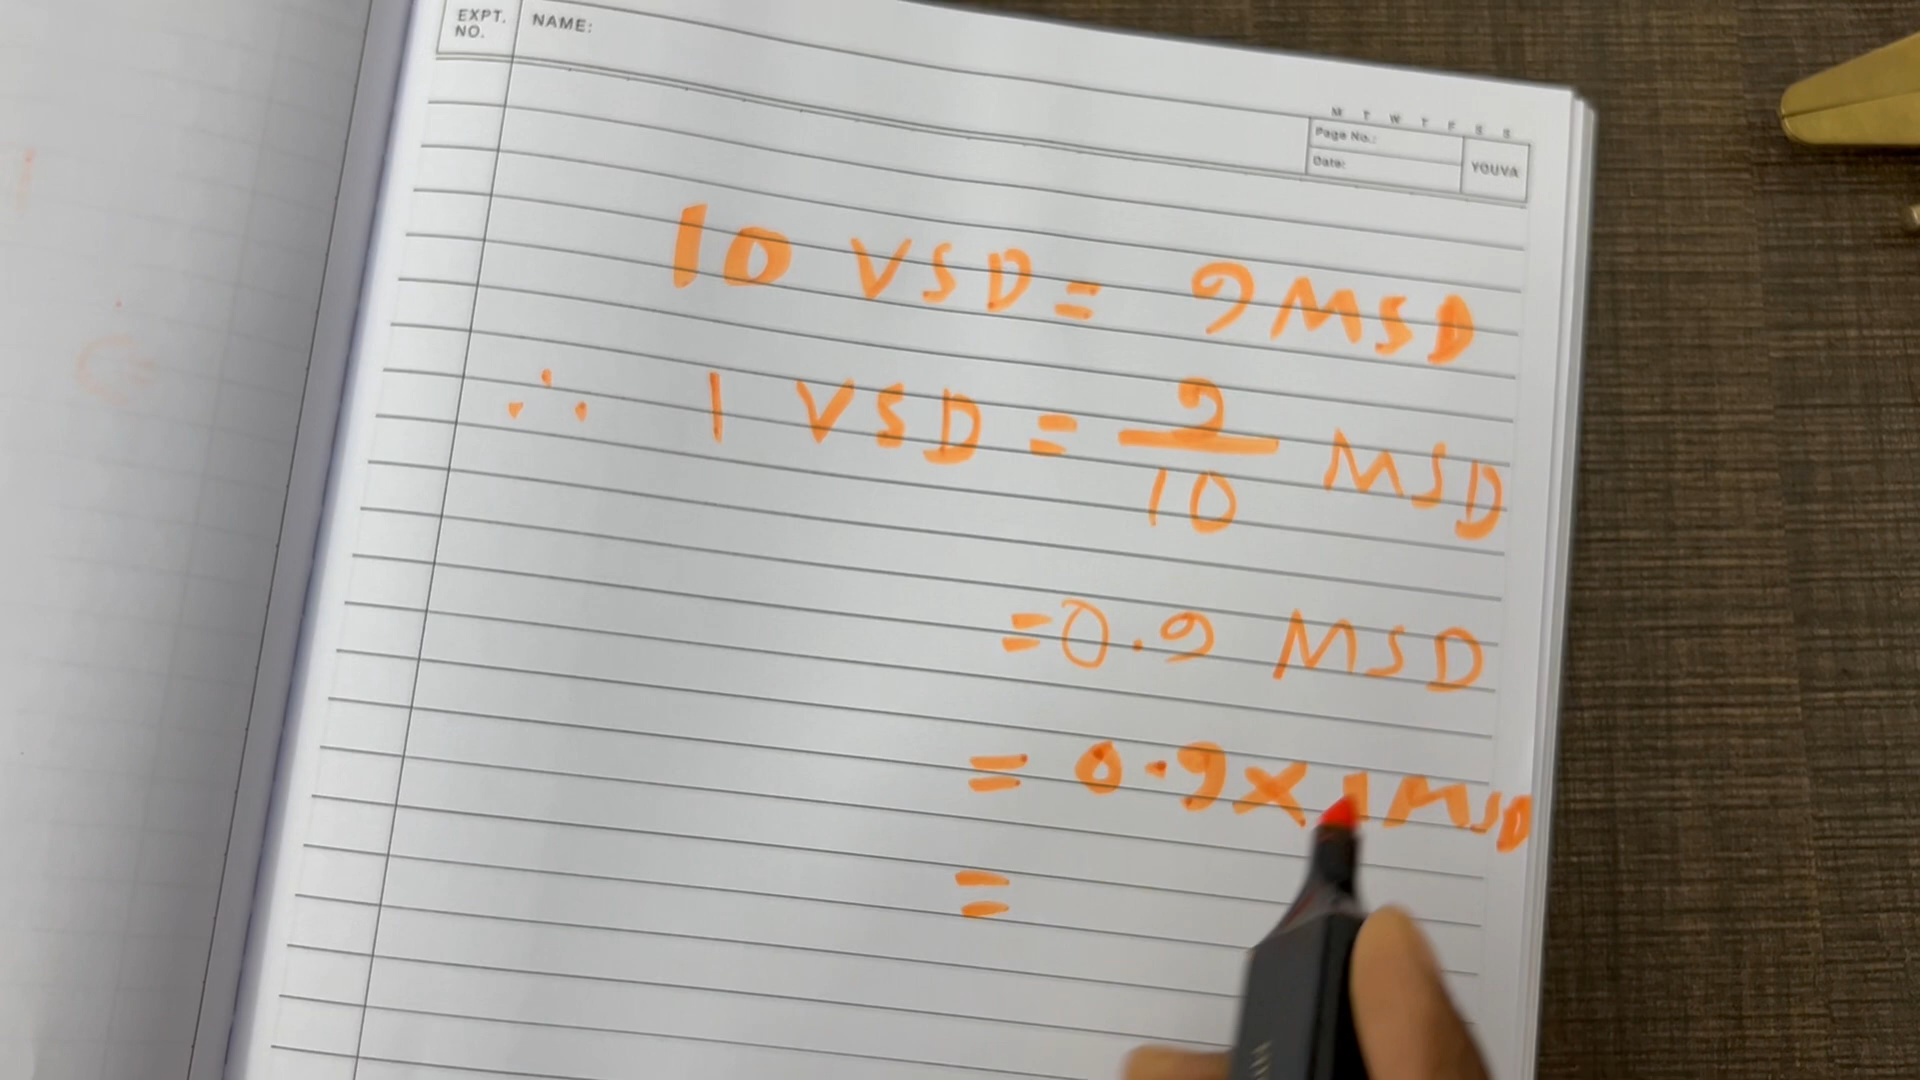 EXPT. NO.
NAME:
M T W T F S S
Page No.:
Date:
YOUVA
10 VSD = 9 MSD
∴ 1 VSD = 9/10 MSD
= 0.9 MSD
= 0.9 × 1 MSD
=